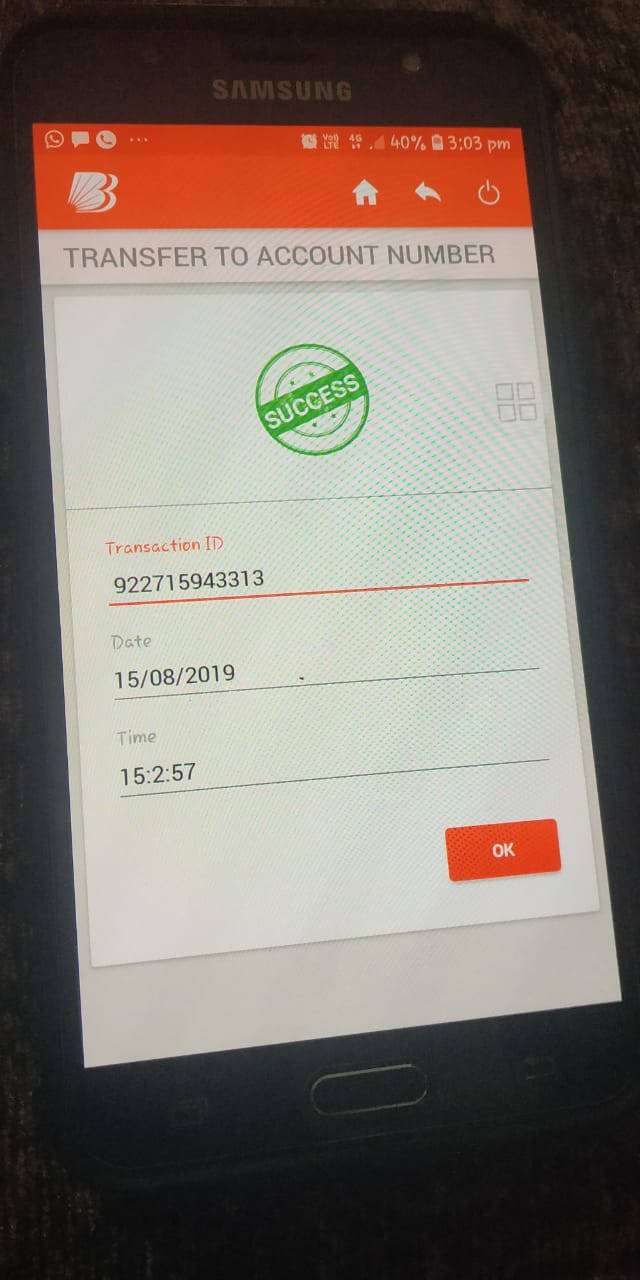 SAMSUNG
VoD LTE 4G 40% 3:03 pm
TRANSFER TO ACCOUNT NUMBER
SUCCESS
Transaction ID
922715943313
Date
15/08/2019
Time
15:2:57
OK